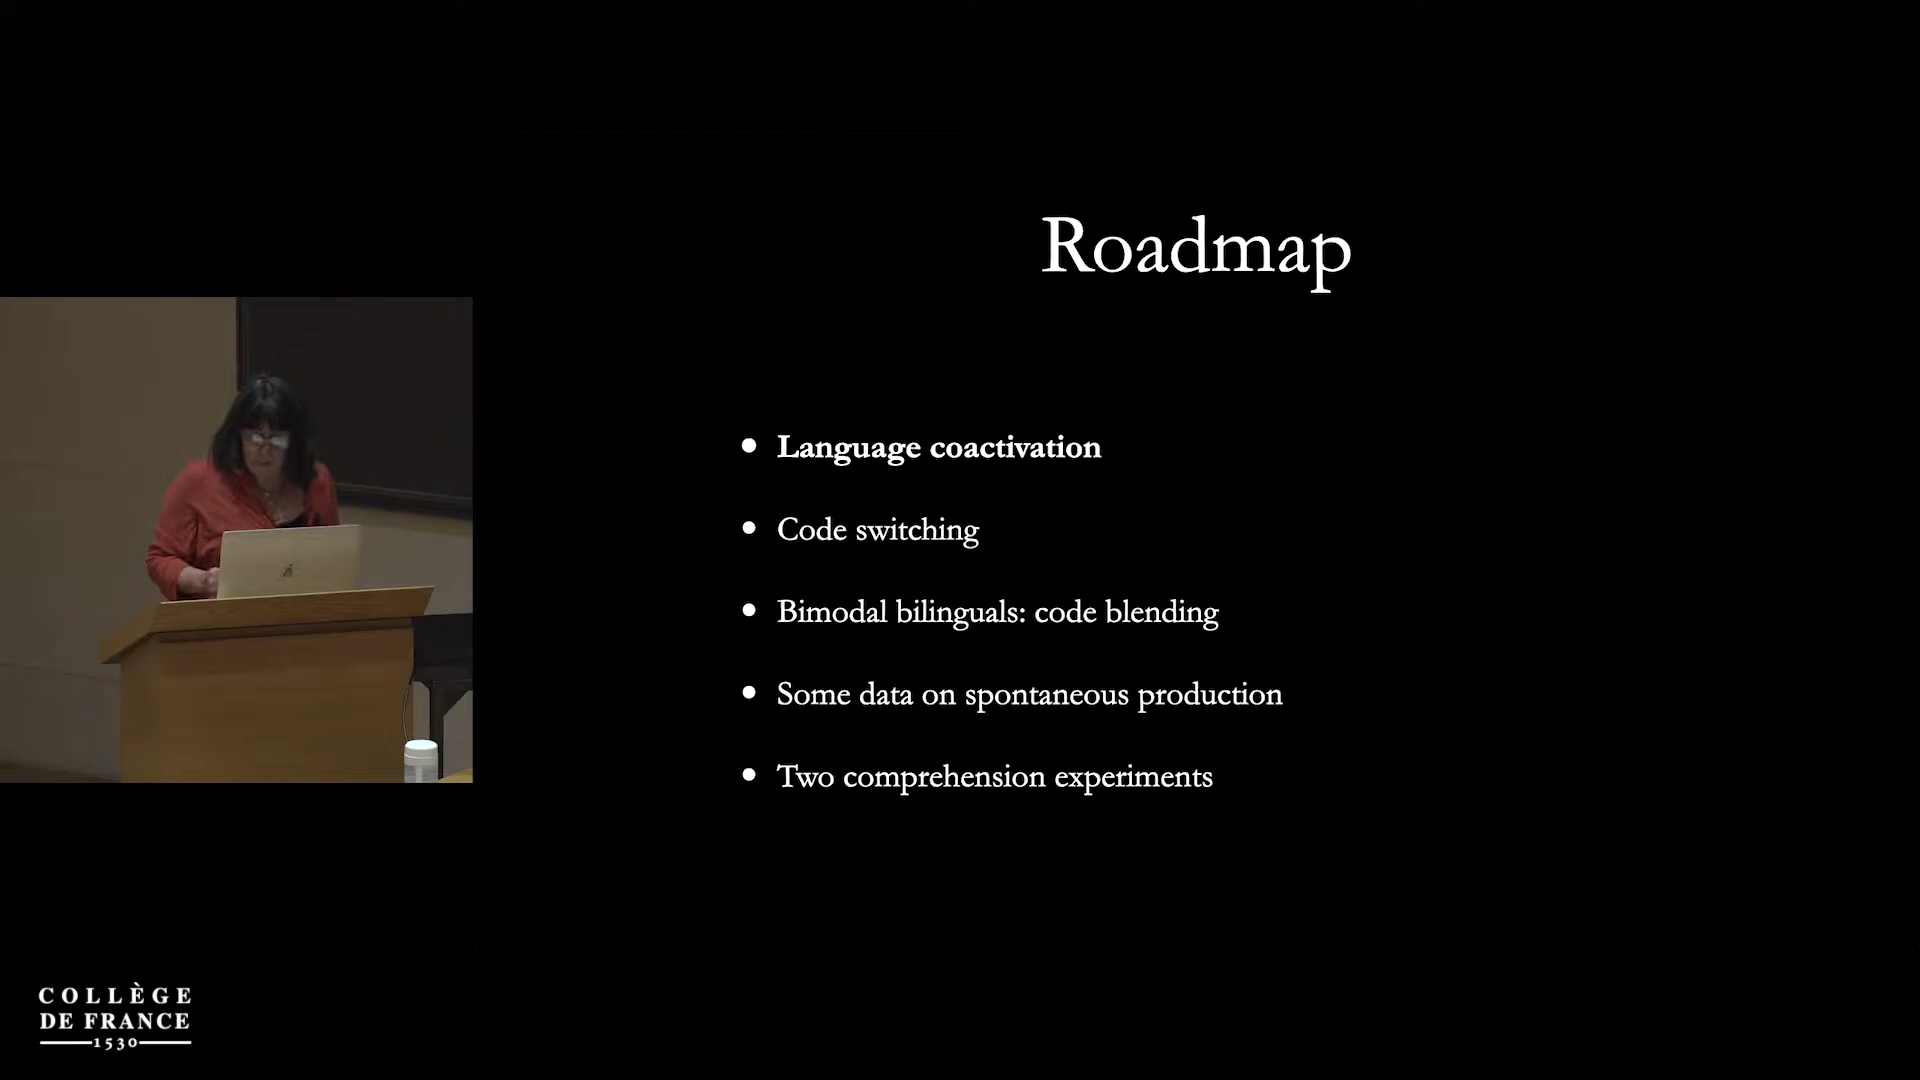 Roadmap
• Language coactivation
• Code switching
• Bimodal bilinguals: code blending
• Some data on spontaneous production
• Two comprehension experiments
COLLÈGE
DE FRANCE
1530